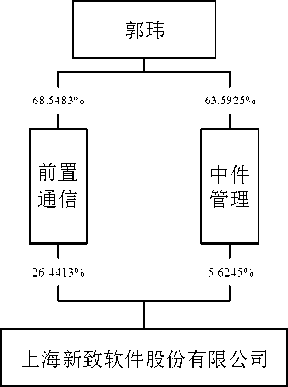 郭玮
68.5483% 63.5925%
前置
通信
中件
管理
26.4413% 5.6245%
上海新致软件股份有限公司